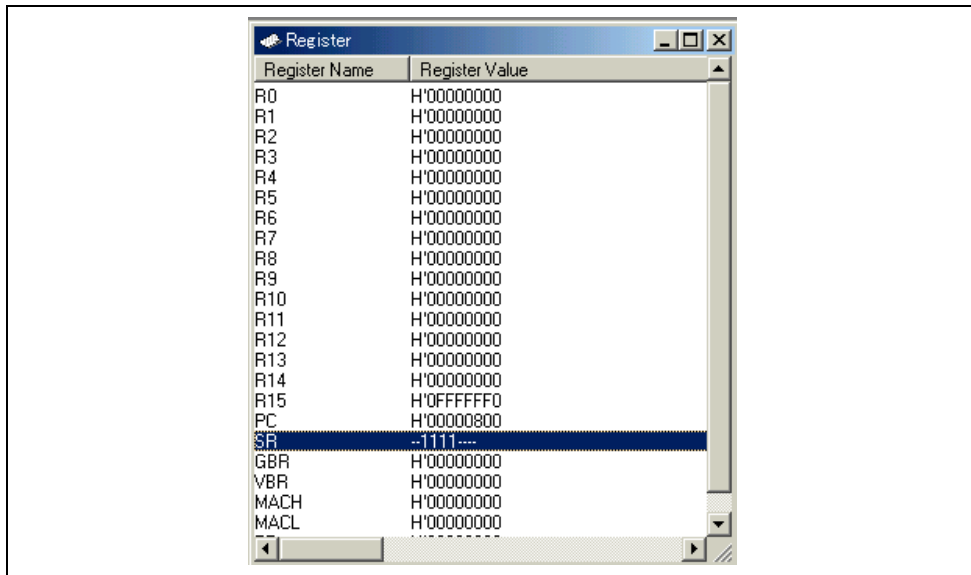 Register
Register Name Register Value
R0 H'00000000
R1 H'00000000
R2 H'00000000
R3 H'00000000
R4 H'00000000
R5 H'00000000
R6 H'00000000
R7 H'00000000
R8 H'00000000
R9 H'00000000
R10 H'00000000
R11 H'00000000
R12 H'00000000
R13 H'00000000
R14 H'00000000
R15 H'0FFFFFF0
PC H'00000800
SR --1111----
GBR H'00000000
VBR H'00000000
MACH H'00000000
MACL H'00000000